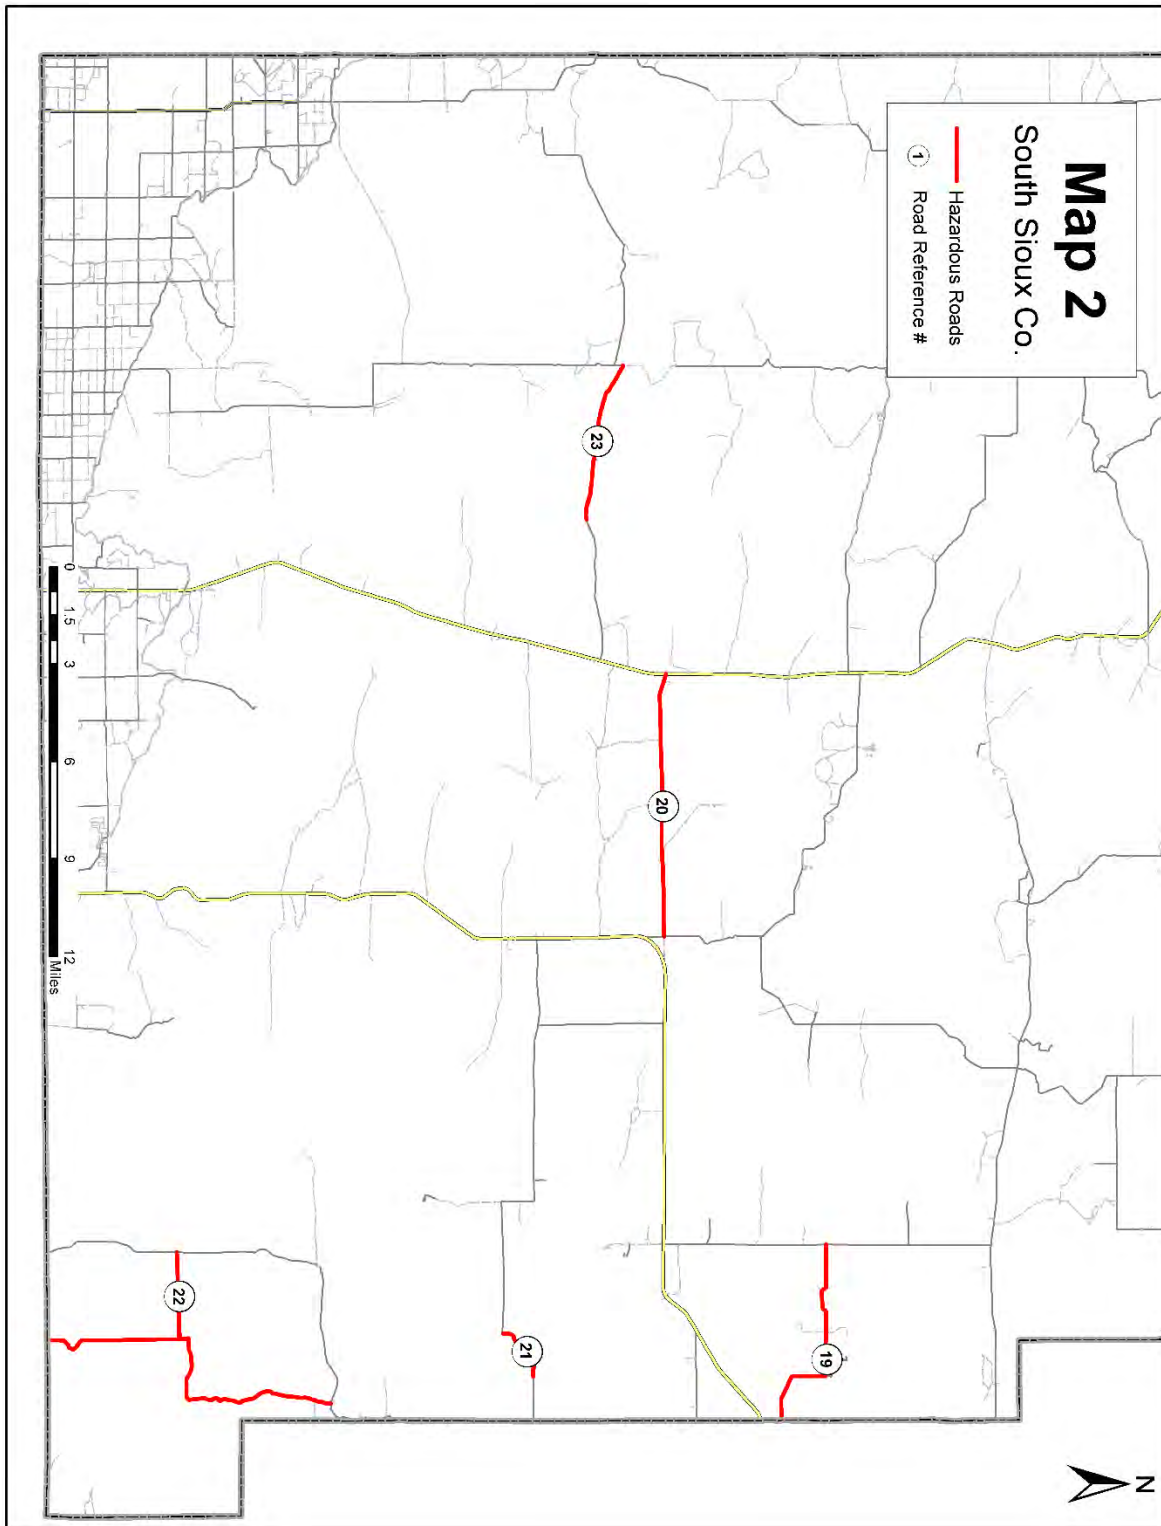 Map 2
South Sioux Co.
Hazardous Roads
1 Road Reference #
N
23
20
19
21
22
0 1.5 3 6 9 12
Miles